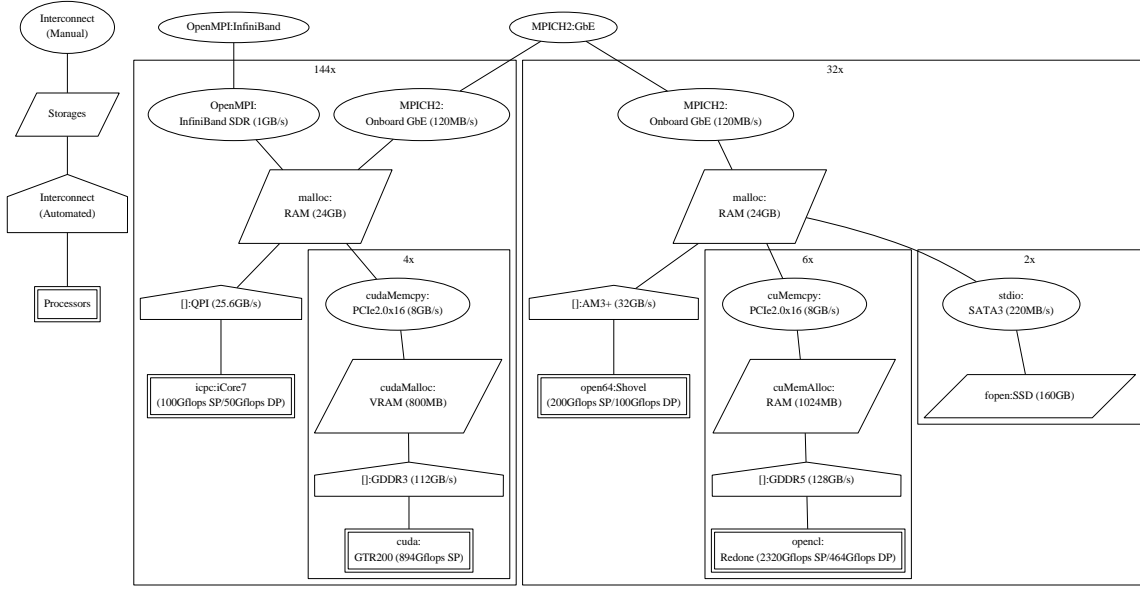 Interconnect
(Manual)
Storages
Interconnect
(Automated)
Processors
OpenMPI:InfiniBand
MPICH2:GbE
144x
OpenMPI:
InfiniBand SDR (1GB/s)
MPICH2:
Onboard GbE (120MB/s)
malloc:
RAM (24GB)
[]:QPI (25.6GB/s)
icpc:iCore7
(100Gflops SP/50Gflops DP)
4x
cudaMemcpy:
PCIe2.0x16 (8GB/s)
cudaMalloc:
VRAM (800MB)
[]:GDDR3 (112GB/s)
cuda:
GTR200 (894Gflops SP)
32x
MPICH2:
Onboard GbE (120MB/s)
malloc:
RAM (24GB)
[]:AM3+ (32GB/s)
open64:Shovel
(200Gflops SP/100Gflops DP)
6x
cuMemcpy:
PCIe2.0x16 (8GB/s)
cuMemAlloc:
RAM (1024MB)
[]:GDDR5 (128GB/s)
opencl:
Redone (2320Gflops SP/464Gflops DP)
2x
stdio:
SATA3 (220MB/s)
fopen:SSD (160GB)